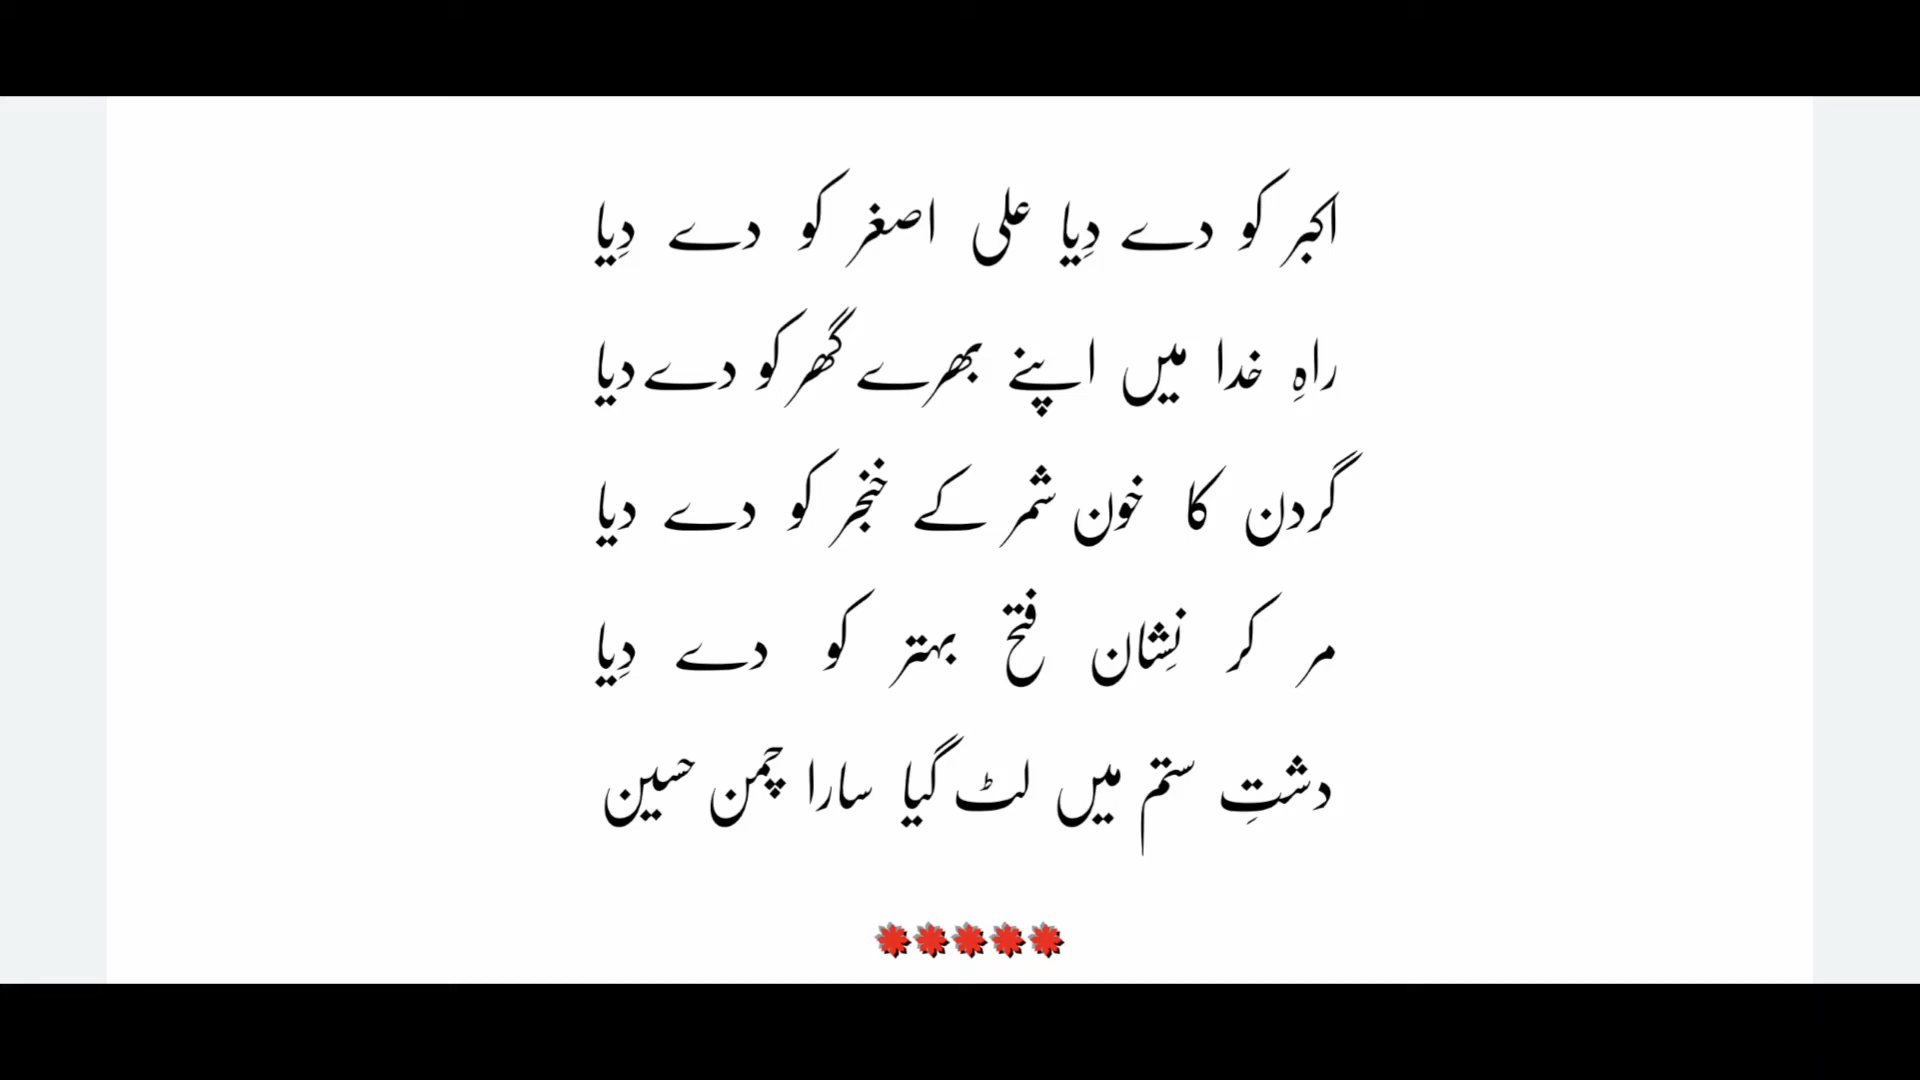 اکبر کو دے دِیا علی اصغر کو دے دِیا
راہِ خدا میں اپنے بھرے گھر کو دے دیا
گردن کا خون شمر کے خنجر کو دے دیا
مر کر نِشان فتح بہتر کو دے دِیا
دشتِ ستم میں لٹ گیا سارا چمن حسین